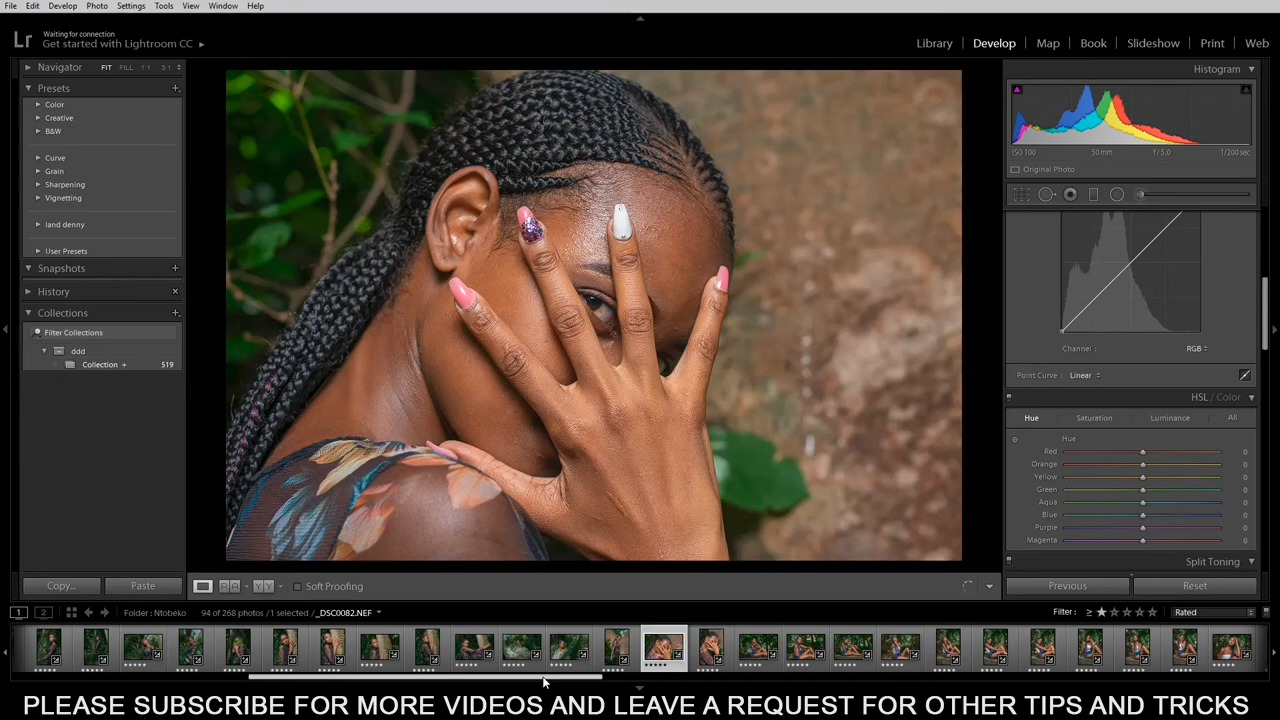 File Edit Develop Photo Settings Tools View Window Help
Lr
Waiting for connection
Get started with Lightroom CC
Library Develop Map Book Slideshow Print Web
Navigator FIT FILL 1:1 3:1
Presets
Color
Creative
B&W
Curve
Grain
Sharpening
Vignetting
land denny
User Presets
Snapshots
History
Collections
Filter Collections
ddd
Collection + 519
Copy... Paste
Histogram
ISO 100 50 mm f / 5.0 1/200 sec
Original Photo
Channel : RGB
Point Curve : Linear
HSL / Color
Hue Saturation Luminance All
Hue
Red 0
Orange 0
Yellow 0
Green 0
Aqua 0
Blue 0
Purple 0
Magenta 0
Split Toning
Previous Reset
Soft Proofing
1 2 Folder : Ntobeko 94 of 268 photos / 1 selected / _DSC0082.NEF Filter : ≥ ★ Rated
PLEASE SUBSCRIBE FOR MORE VIDEOS AND LEAVE A REQUEST FOR OTHER TIPS AND TRICKS